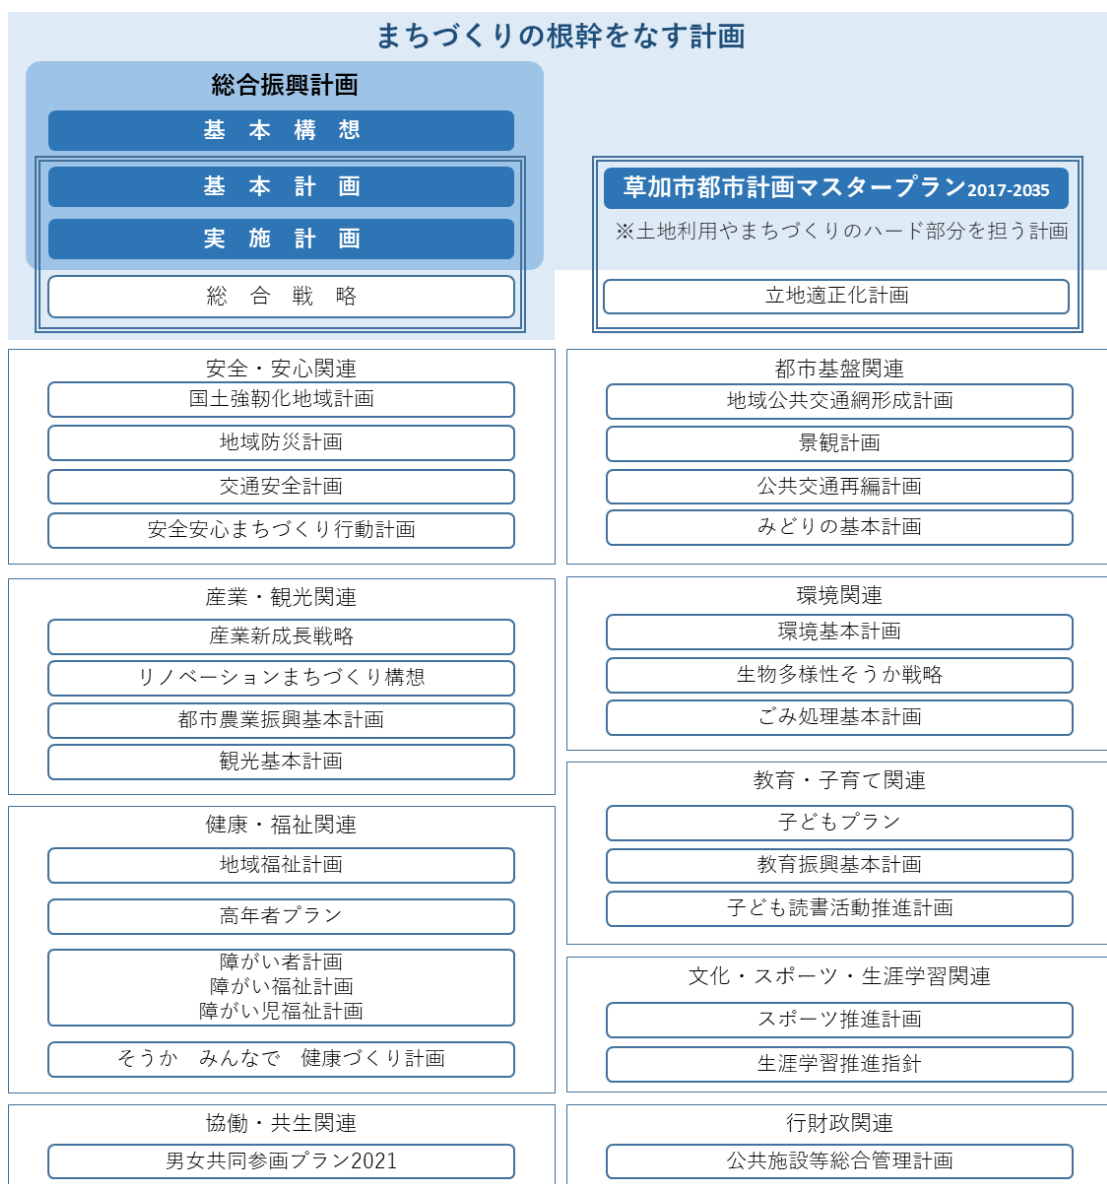 まちづくりの根幹をなす計画
総合振興計画
基　本　構　想
基　本　計　画
実　施　計　画
総　合　戦　略
草加市都市計画マスタープラン2017-2035
※土地利用やまちづくりのハード部分を担う計画
立地適正化計画
安全・安心関連
国土強靭化地域計画
地域防災計画
交通安全計画
安全安心まちづくり行動計画
都市基盤関連
地域公共交通網形成計画
景観計画
公共交通再編計画
みどりの基本計画
産業・観光関連
産業新成長戦略
リノベーションまちづくり構想
都市農業振興基本計画
観光基本計画
環境関連
環境基本計画
生物多様性そうか戦略
ごみ処理基本計画
健康・福祉関連
地域福祉計画
高年者プラン
障がい者計画
障がい福祉計画
障がい児福祉計画
そうか　みんなで　健康づくり計画
教育・子育て関連
子どもプラン
教育振興基本計画
子ども読書活動推進計画
文化・スポーツ・生涯学習関連
スポーツ推進計画
生涯学習推進指針
協働・共生関連
男女共同参画プラン2021
行財政関連
公共施設等総合管理計画